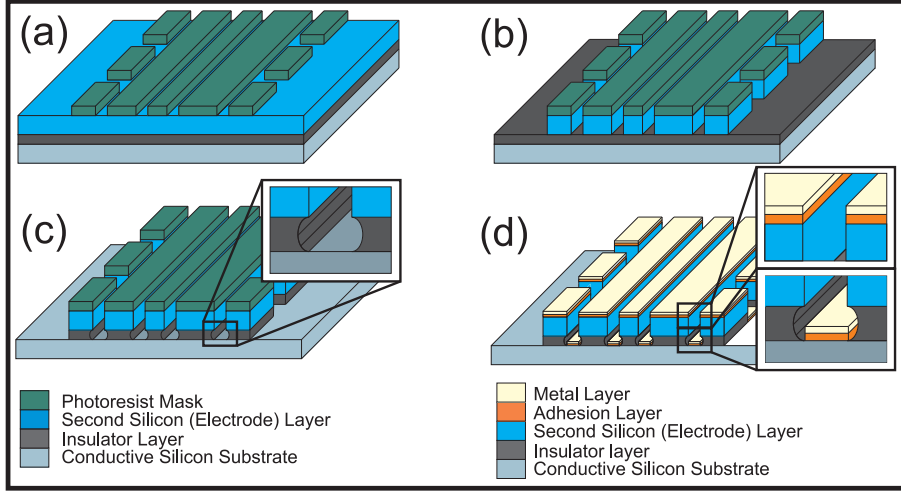 (a)
(b)
(c)
(d)
Photoresist Mask
Second Silicon (Electrode) Layer
Insulator Layer
Conductive Silicon Substrate
Metal Layer
Adhesion Layer
Second Silicon (Electrode) Layer
Insulator layer
Conductive Silicon Substrate